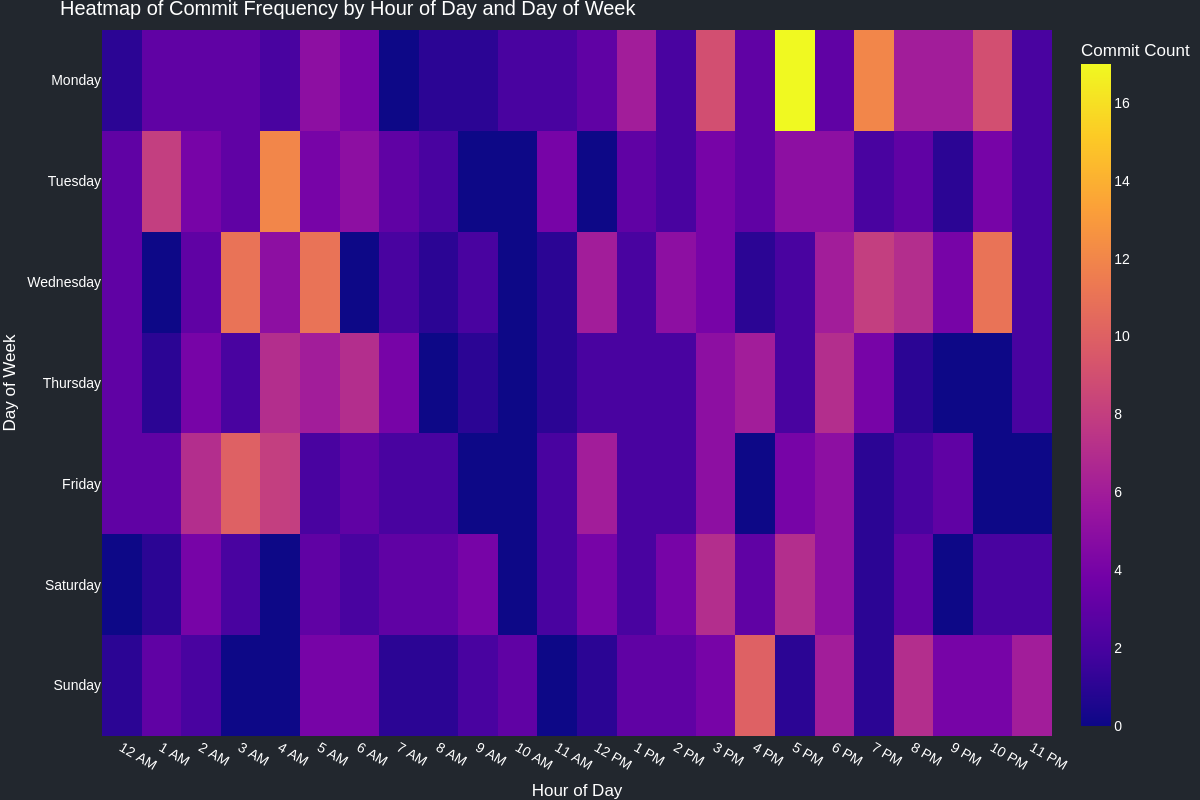 Heatmap of Commit Frequency by Hour of Day and Day of Week
Commit Count
Monday
Tuesday
Wednesday
Thursday
Friday
Saturday
Sunday
Day of Week
16
14
12
10
8
6
4
2
0
12 AM 1 AM 2 AM 3 AM 4 AM 5 AM 6 AM 7 AM 8 AM 9 AM 10 AM 11 AM 12 PM 1 PM 2 PM 3 PM 4 PM 5 PM 6 PM 7 PM 8 PM 9 PM 10 PM 11 PM
Hour of Day